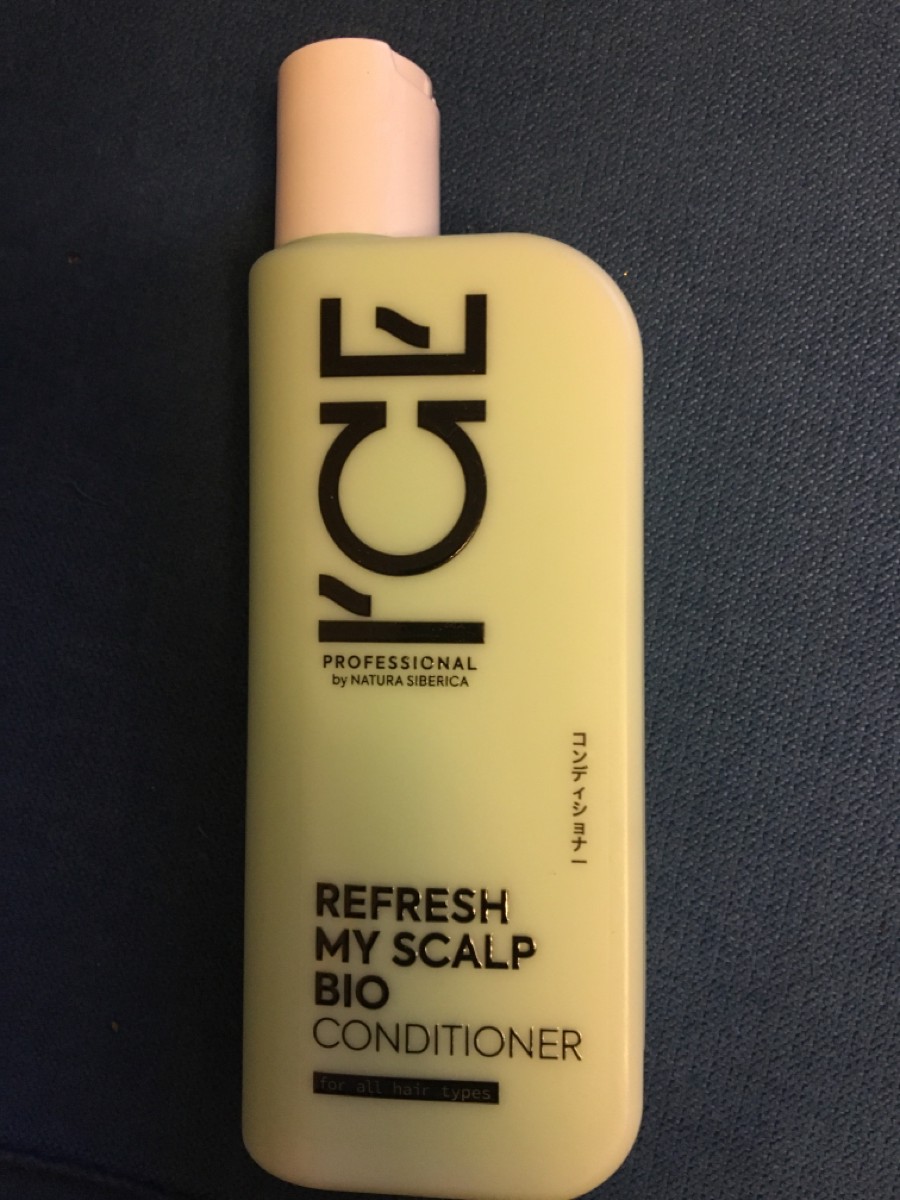 I'CÉ
PROFESSIONAL
by NATURA SIBERICA
コンディショナー
REFRESH
MY SCALP
BIO
CONDITIONER
for all hair types